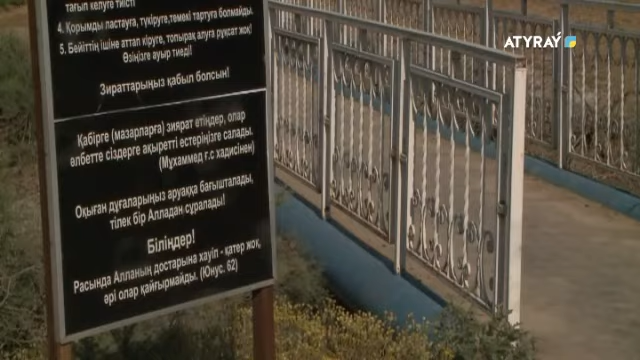 тағып келуге тиісті
4. Қорымды ластауға, түкіруге, темекі тартуға болмайды.
5. Бейіттің ішіне аттап кіруге, топырақ алуға рұқсат жоқ!
Өзіңізге ауыр тиеді!
Зираттарыңыз қабыл болсын!
Қабірге (мазарларға) зиярат етіңдер, олар
әлбетте сіздерге ақыретті естеріңізге салады.
(Мұхаммед ғ.с хадисінен)
Оқыған дұғаларыңыз аруаққа бағышталады,
тілек бір Алладан сұралады!
Біліңдер!
Расында Алланың достарына хауіп - қатер жоқ,
әрі олар қайғырмайды. (Юнус. 62)
ATYRAÝ